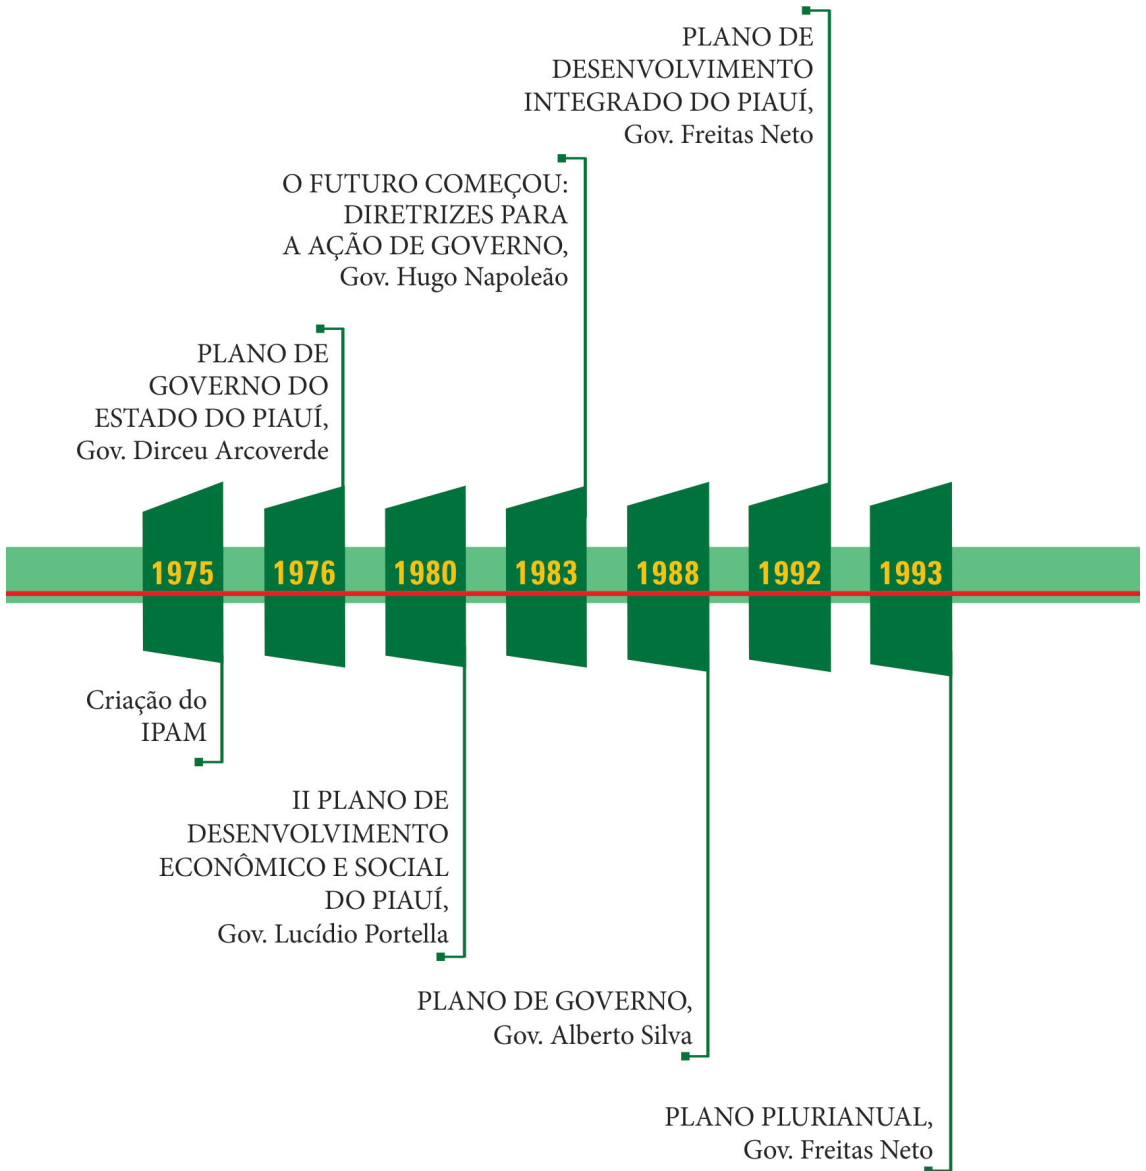 PLANO DE
DESENVOLVIMENTO
INTEGRADO DO PIAUÍ,
Gov. Freitas Neto
O FUTURO COMEÇOU:
DIRETRIZES PARA
A AÇÃO DE GOVERNO,
Gov. Hugo Napoleão
PLANO DE
GOVERNO DO
ESTADO DO PIAUÍ,
Gov. Dirceu Arcoverde
1975
1976
1980
1983
1988
1992
1993
Criação do
IPAM
II PLANO DE
DESENVOLVIMENTO
ECONÔMICO E SOCIAL
DO PIAUÍ,
Gov. Lucídio Portella
PLANO DE GOVERNO,
Gov. Alberto Silva
PLANO PLURIANUAL,
Gov. Freitas Neto